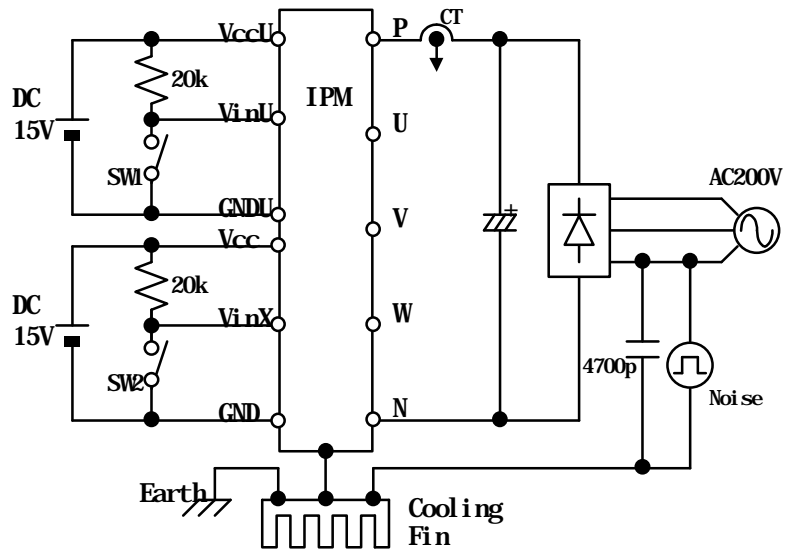 VccU
P
CT
20k
IPM
DC
15V
VinU
U
SW1
AC200V
GNDU
V
+
Vcc
20k
DC
15V
VinX
W
SW2
4700p
Noise
GND
N
Earth
Cooling
Fin